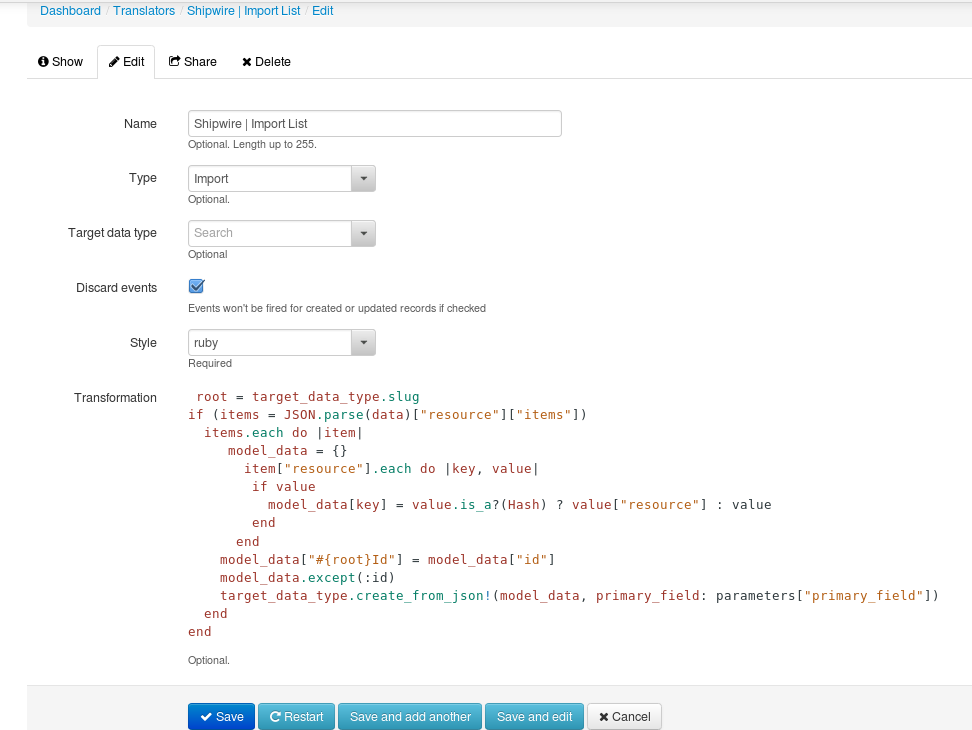 Dashboard / Translators / Shipwire | Import List / Edit
Show Edit Share Delete
Name Shipwire | Import List
Optional. Length up to 255.
Type Import
Optional.
Target data type Search
Optional
Discard events
Events won't be fired for created or updated records if checked
Style ruby
Required
Transformation root = target_data_type.slug
if (items = JSON.parse(data)["resource"]["items"])
items.each do |item|
model_data = {}
item["resource"].each do |key, value|
if value
model_data[key] = value.is_a?(Hash) ? value["resource"] : value
end
end
model_data["#{root}Id"] = model_data["id"]
model_data.except(:id)
target_data_type.create_from_json!(model_data, primary_field: parameters["primary_field"])
end
end
Optional.
Save Restart Save and add another Save and edit Cancel